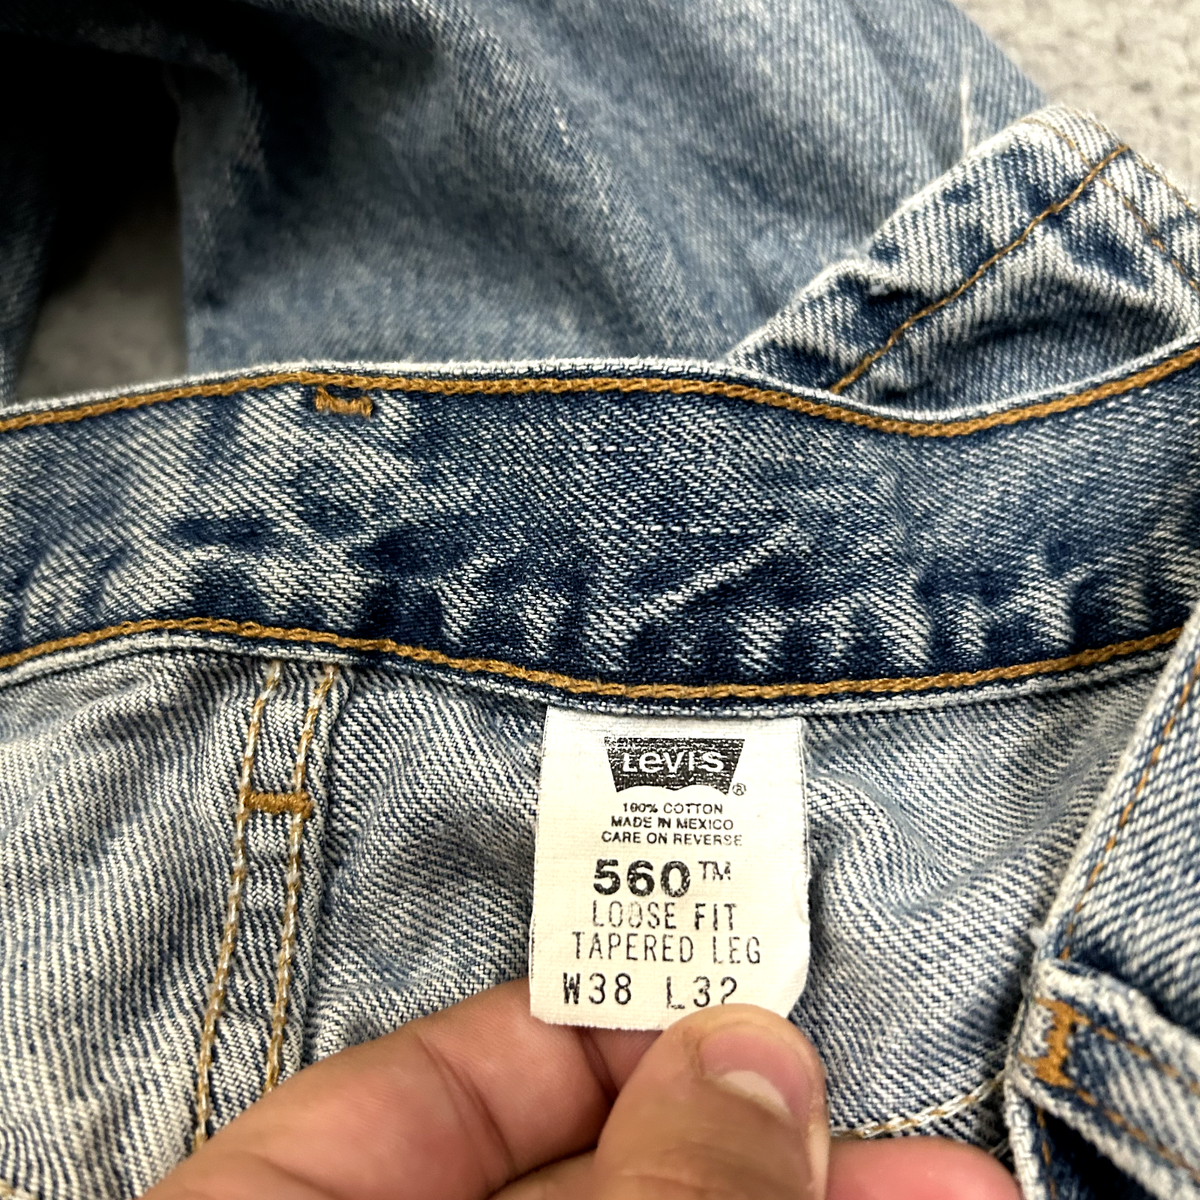 Levi's ®
100% COTTON
MADE IN MEXICO
CARE ON REVERSE
560™
LOOSE FIT
TAPERED LEG
W38 L32